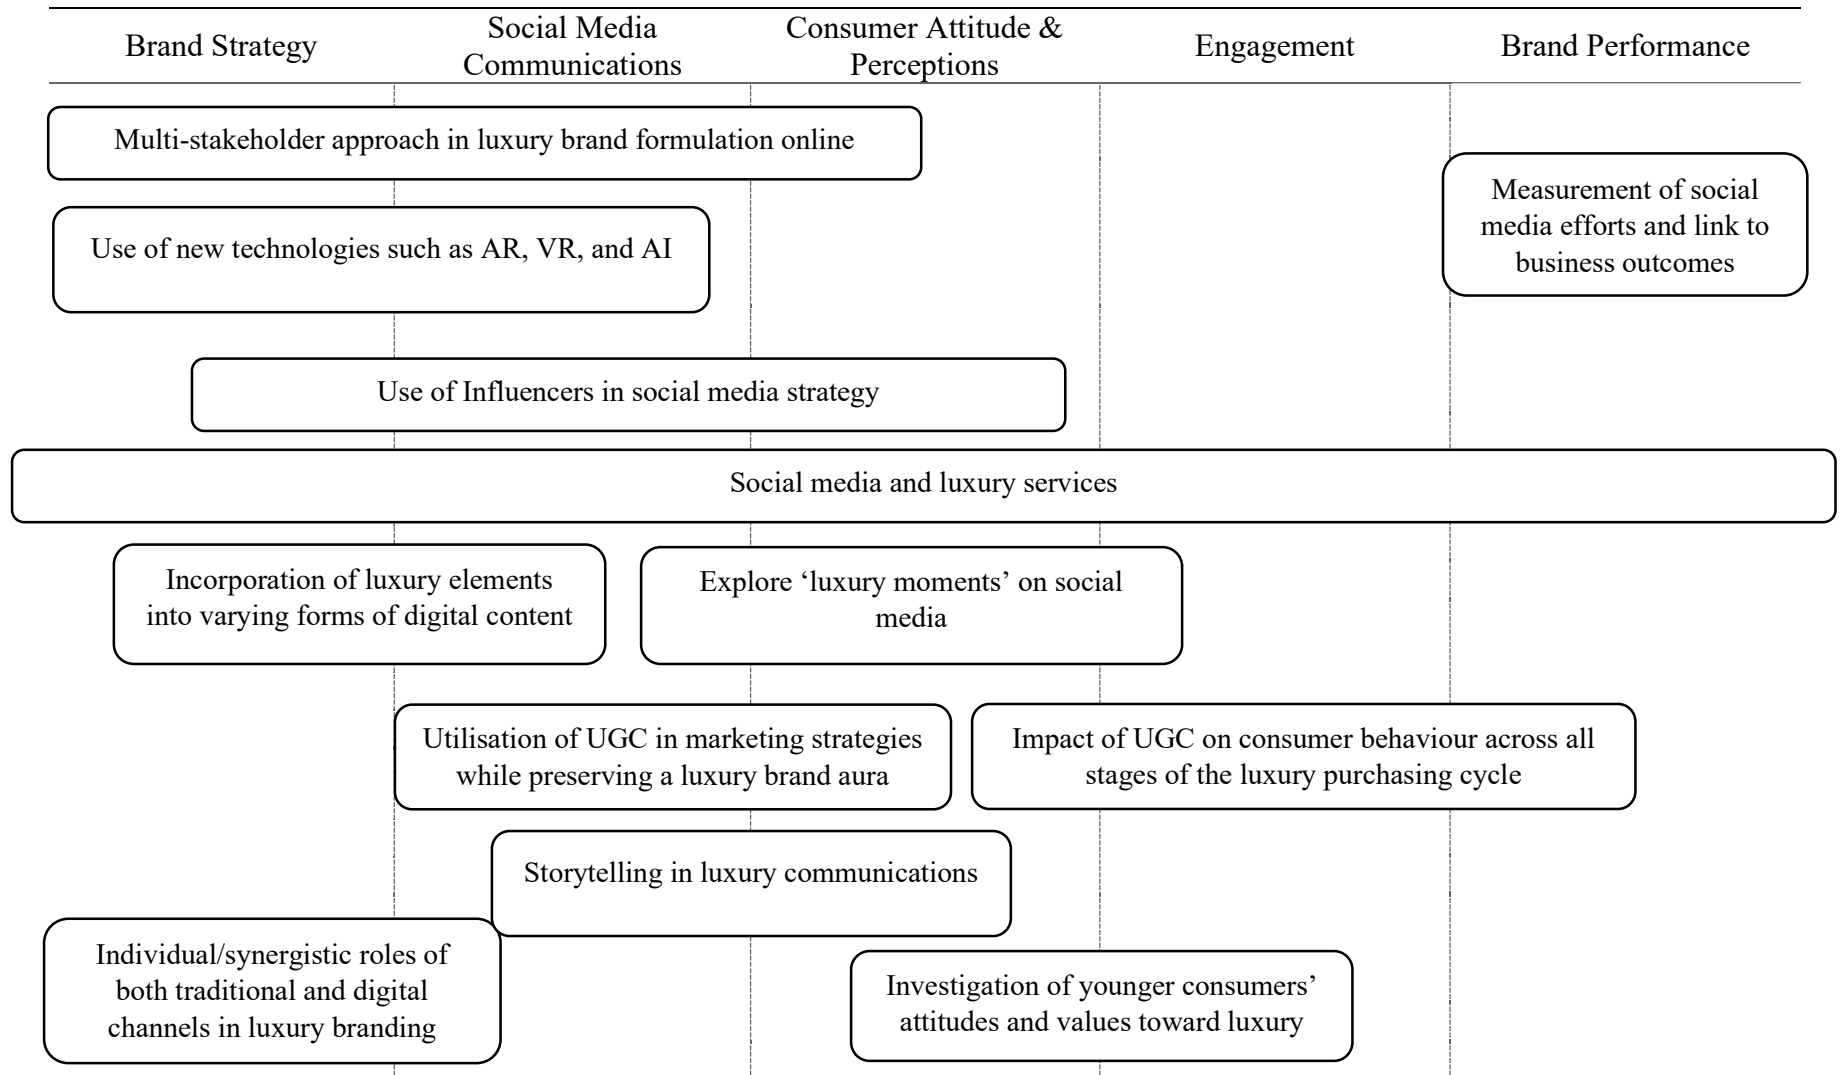 Brand Strategy
Social Media
Communications
Consumer Attitude &
Perceptions
Engagement
Brand Performance
Multi-stakeholder approach in luxury brand formulation online
Measurement of social
media efforts and link to
business outcomes
Use of new technologies such as AR, VR, and AI
Use of Influencers in social media strategy
Social media and luxury services
Incorporation of luxury elements
into varying forms of digital content
Explore ‘luxury moments’ on social
media
Utilisation of UGC in marketing strategies
while preserving a luxury brand aura
Impact of UGC on consumer behaviour across all
stages of the luxury purchasing cycle
Storytelling in luxury communications
Individual/synergistic roles of
both traditional and digital
channels in luxury branding
Investigation of younger consumers’
attitudes and values toward luxury